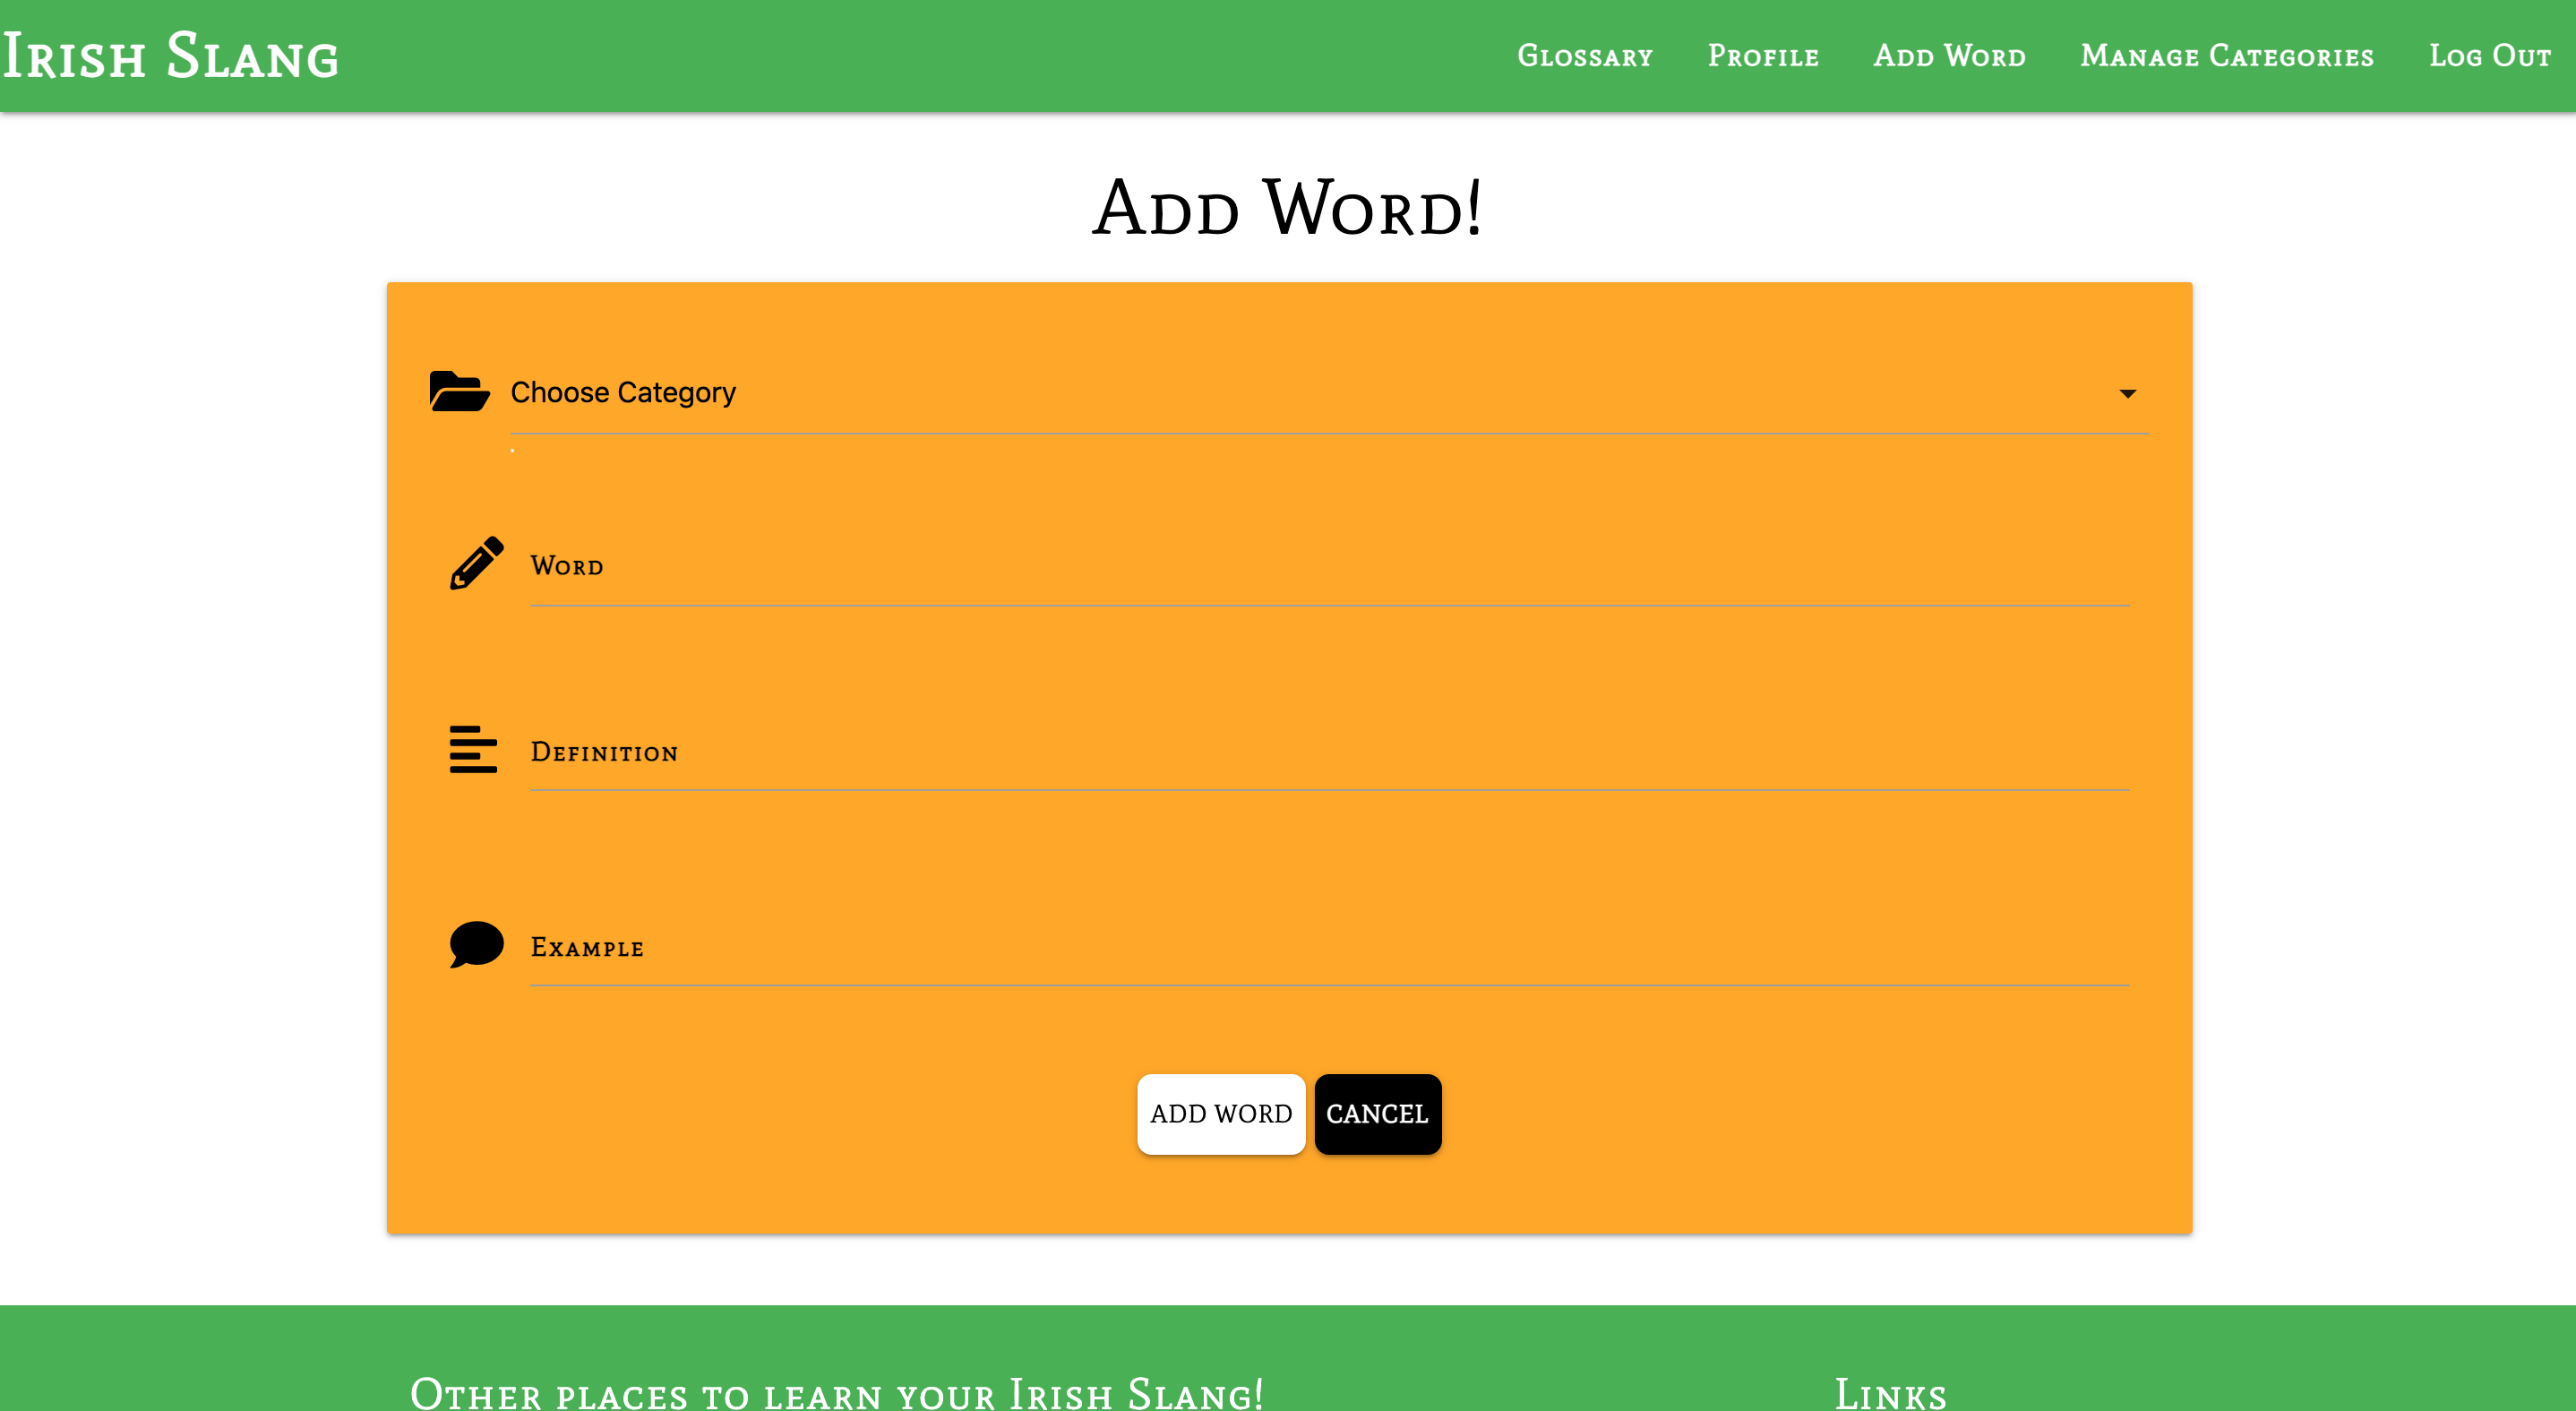 Irish Slang
Glossary Profile Add Word Manage Categories Log Out
Add Word!
Choose Category
Word
Definition
Example
ADD WORD CANCEL
Other places to learn your Irish Slang! Links